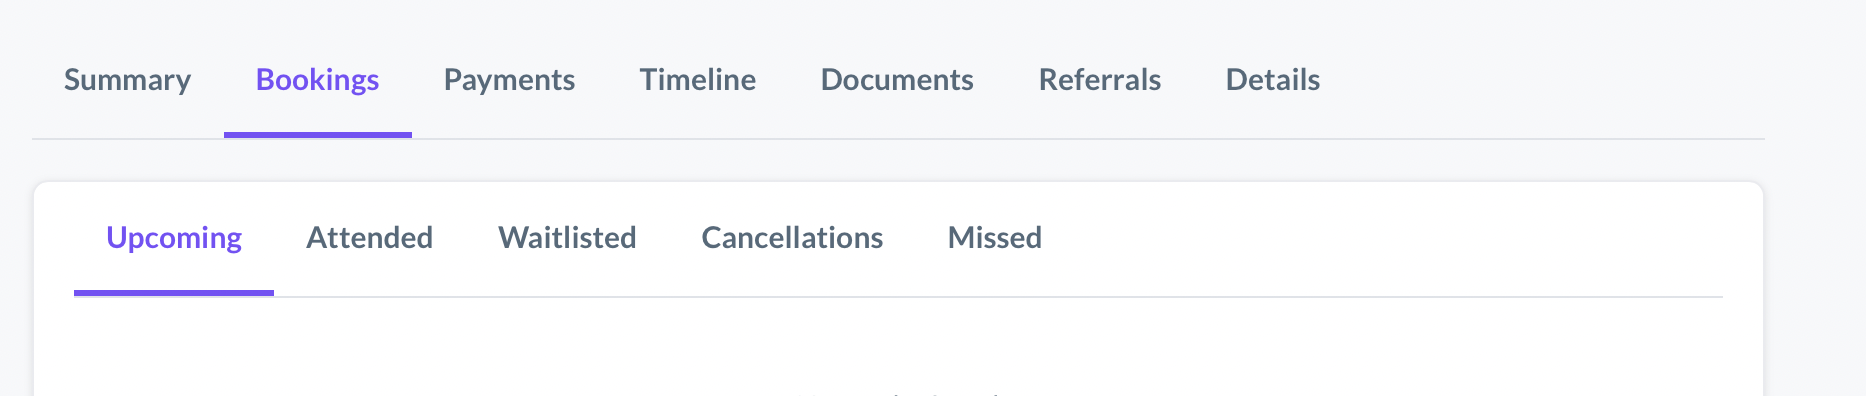 Summary Bookings Payments Timeline Documents Referrals Details
Upcoming Attended Waitlisted Cancellations Missed